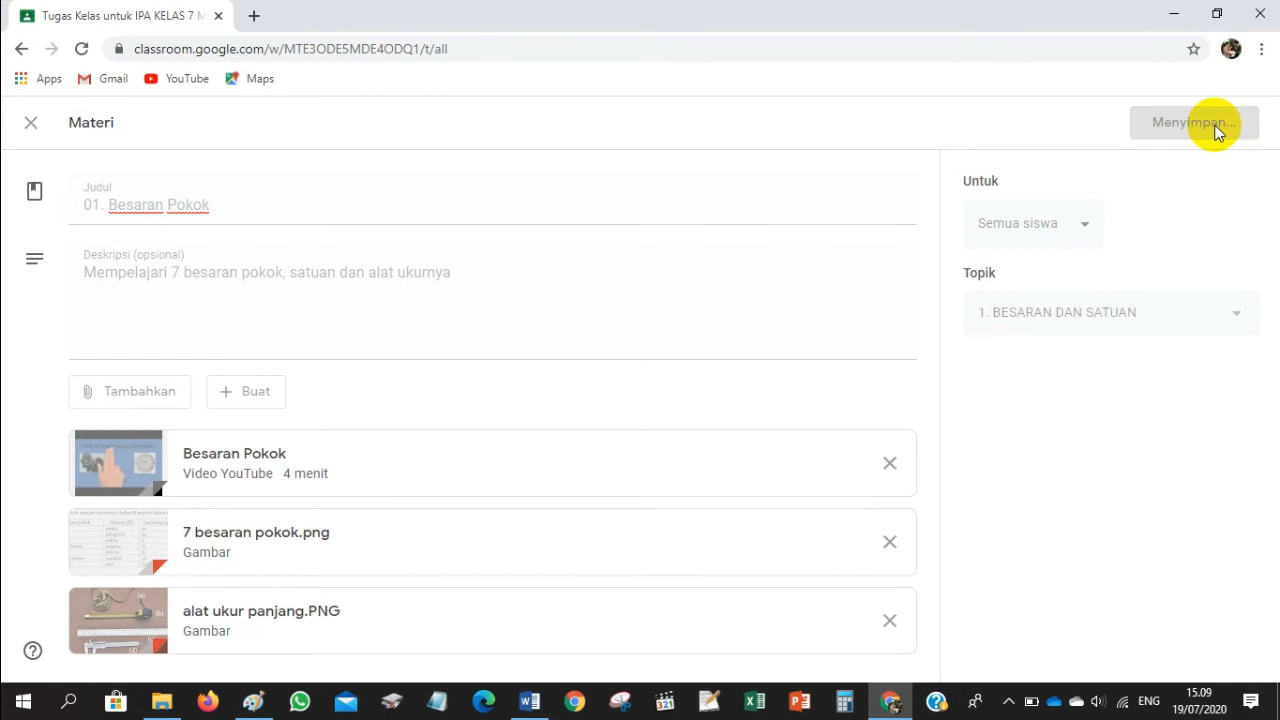 Tugas Kelas untuk IPA KELAS 7 M
classroom.google.com/w/MTE3ODE5MDE4ODQ1/t/all
Apps Gmail YouTube Maps
Materi
Menyimpan...
Judul
01. Besaran Pokok
Deskripsi (opsional)
Mempelajari 7 besaran pokok, satuan dan alat ukurnya
Tambahkan
Buat
Besaran Pokok
Video YouTube 4 menit
7 besaran pokok.png
Gambar
alat ukur panjang.PNG
Gambar
Untuk
Semua siswa
Topik
1. BESARAN DAN SATUAN
ENG
15.09
19/07/2020